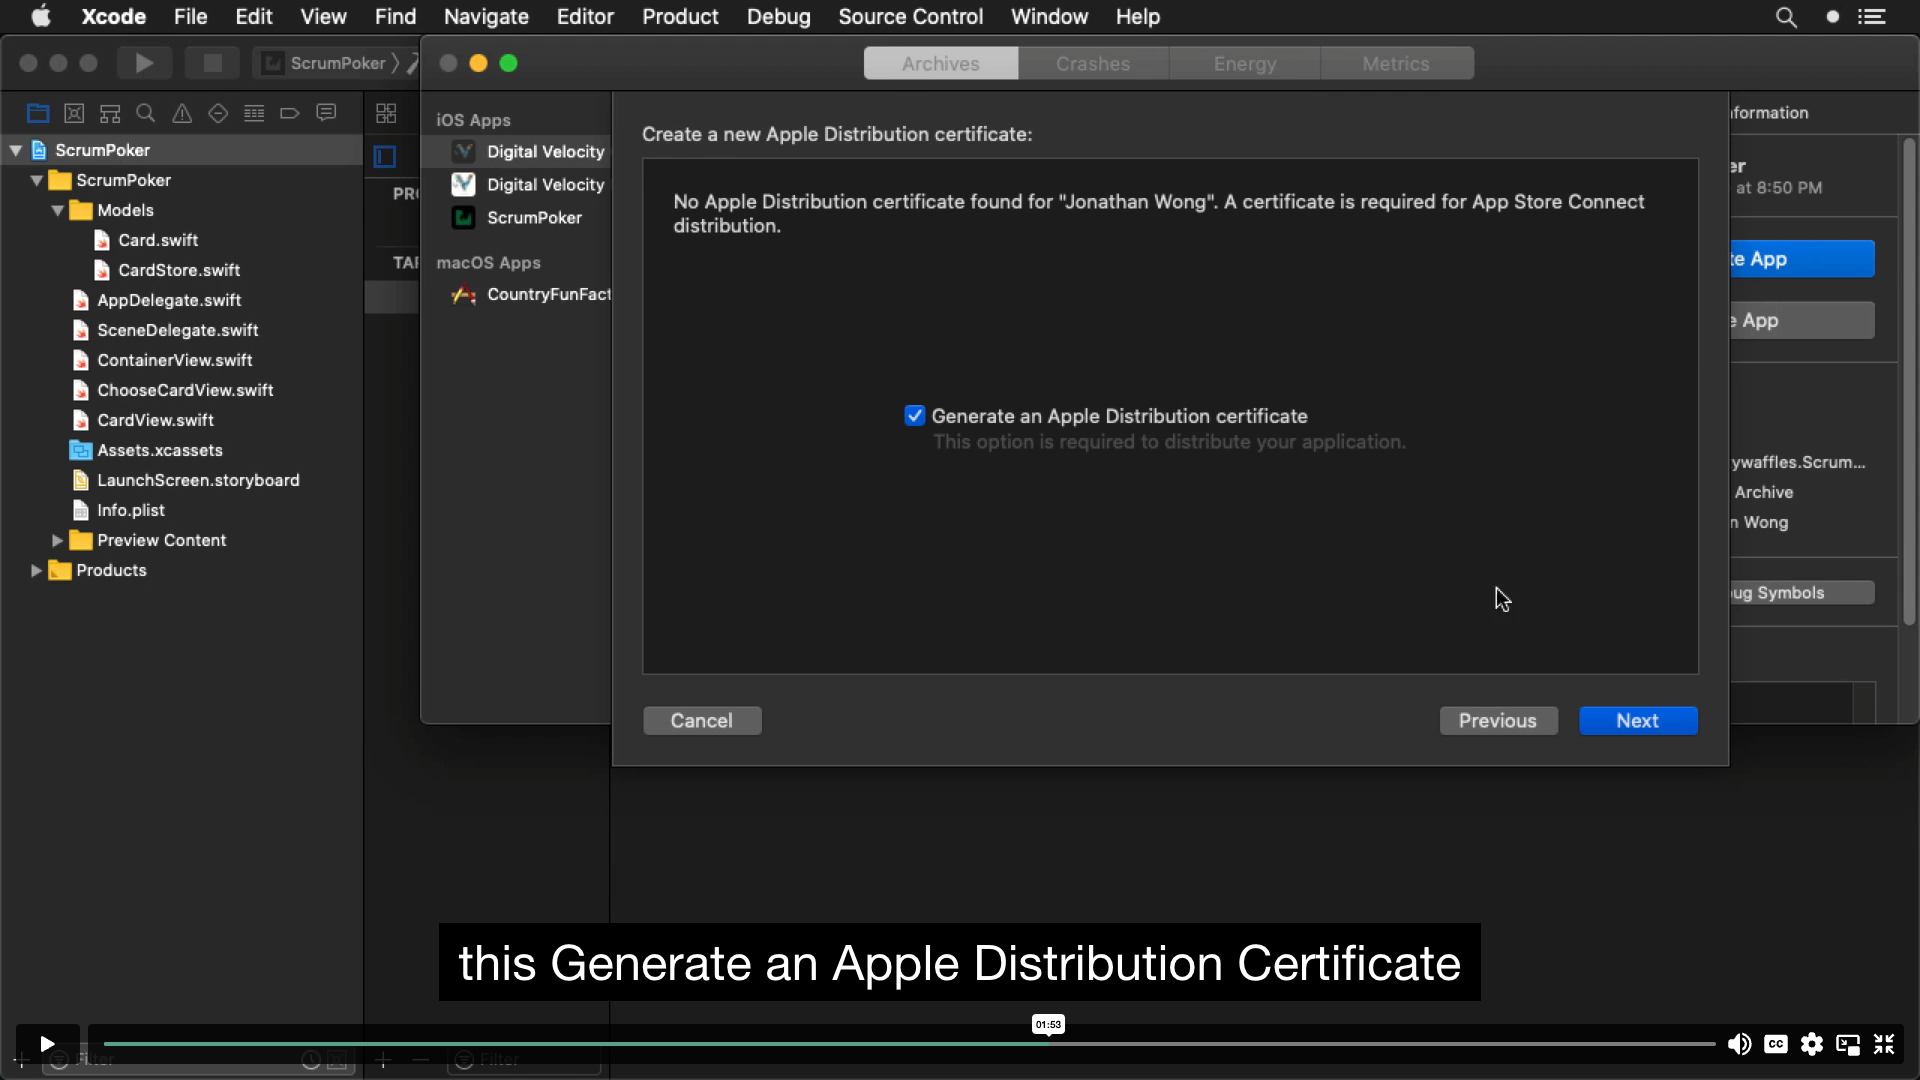 Xcode File Edit View Find Navigate Editor Product Debug Source Control Window Help
ScrumPoker
Archives Crashes Energy Metrics
ScrumPoker
ScrumPoker
Models
Card.swift
CardStore.swift
AppDelegate.swift
SceneDelegate.swift
ContainerView.swift
ChooseCardView.swift
CardView.swift
Assets.xcassets
LaunchScreen.storyboard
Info.plist
Preview Content
Products
PR
TAR
iOS Apps
Digital Velocity
Digital Velocity
ScrumPoker
macOS Apps
CountryFunFact
Create a new Apple Distribution certificate:
No Apple Distribution certificate found for "Jonathan Wong". A certificate is required for App Store Connect
distribution.
Generate an Apple Distribution certificate
This option is required to distribute your application.
Cancel Previous Next
formation
er
at 8:50 PM
te App
e App
ywaffles.Scrum...
Archive
n Wong
ug Symbols
this Generate an Apple Distribution Certificate
01:53
CC
Filter
Filter